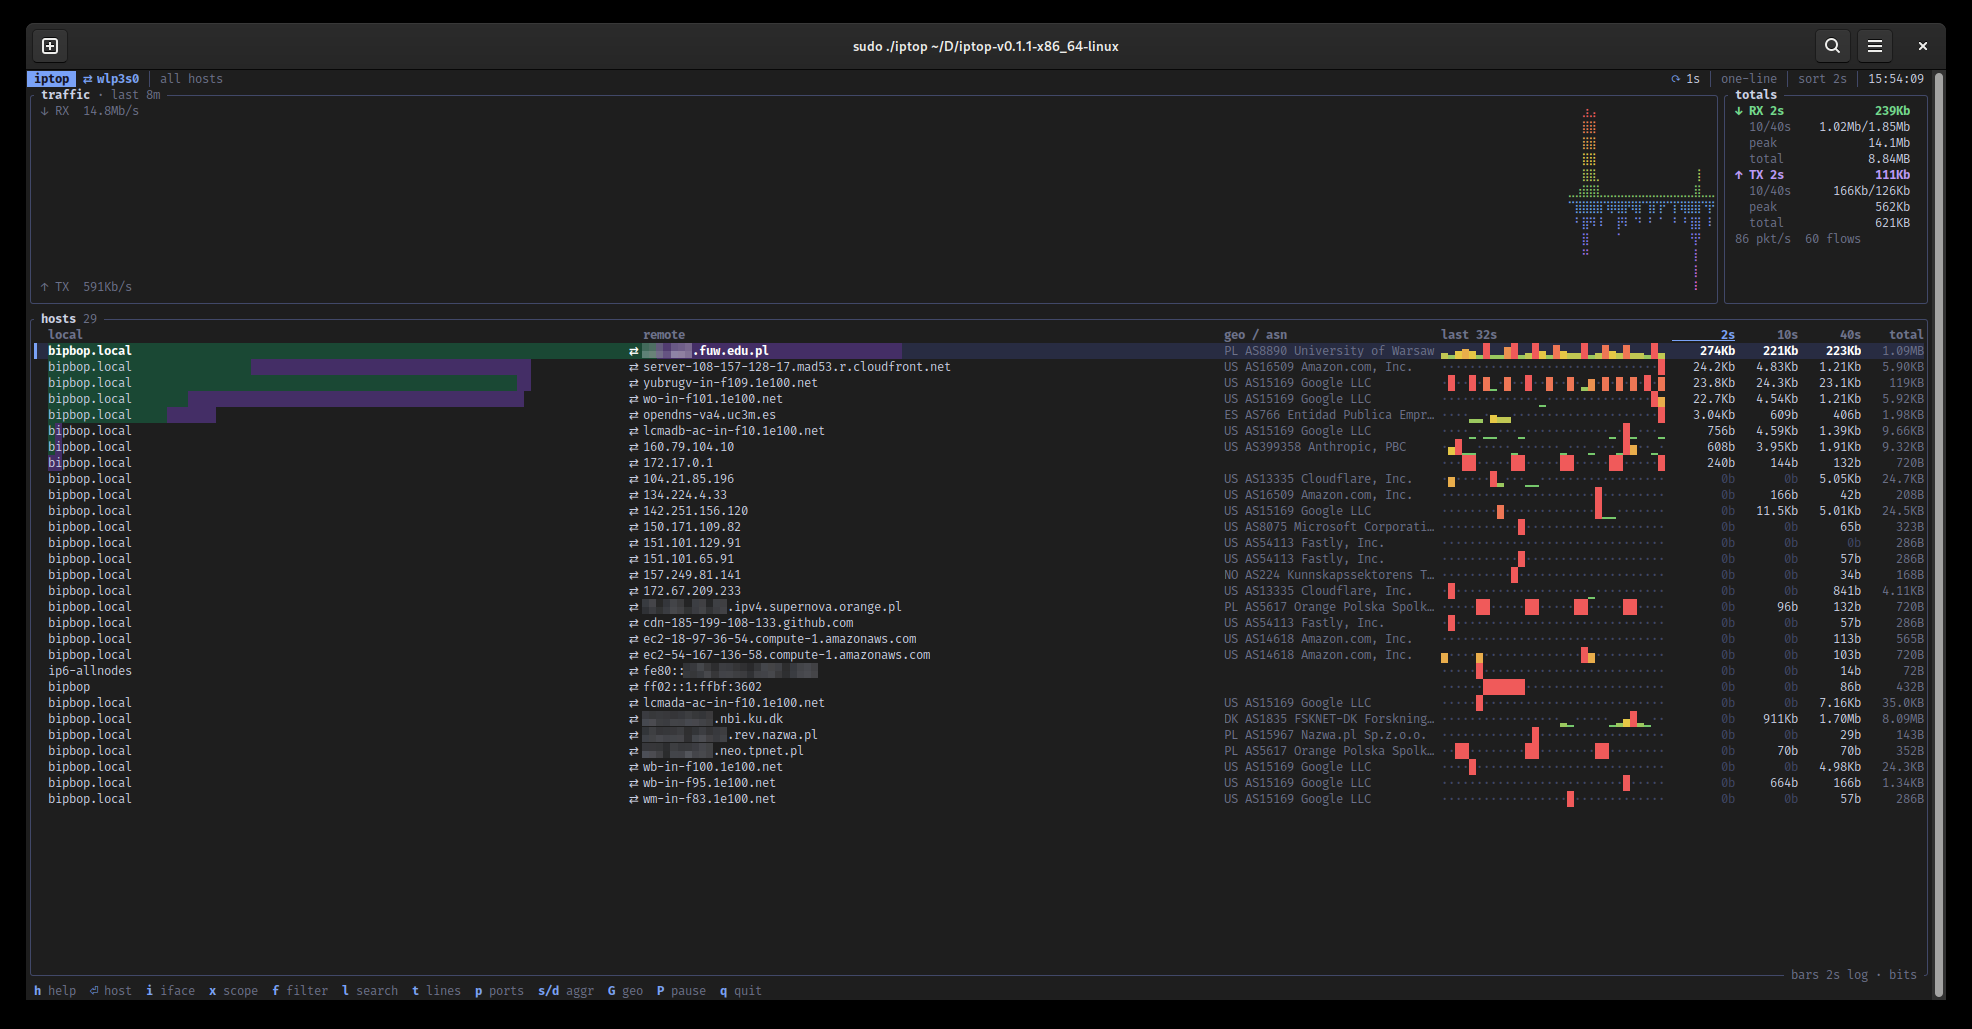 sudo ./iptop ~/D/iptop-v0.1.1-x86_64-linux
iptop ⇄ wlp3s0 │ all hosts ⟳ 1s │ one-line │ sort 2s │ 15:54:09
traffic · last 8m
↓ RX 14.8Mb/s
↑ TX 591Kb/s
totals
↓ RX 2s 239Kb
10/40s 1.02Mb/1.85Mb
peak 14.1Mb
total 8.84MB
↑ TX 2s 111Kb
10/40s 166Kb/126Kb
peak 562Kb
total 621KB
86 pkt/s 60 flows
hosts 29
local remote geo / asn last 32s 2s 10s 40s total
bipbop.local ⇄ .fuw.edu.pl PL AS8890 University of Warsaw 274Kb 221Kb 223Kb 1.09MB
bipbop.local ⇄ server-108-157-128-17.mad53.r.cloudfront.net US AS16509 Amazon.com, Inc. 24.2Kb 4.83Kb 1.21Kb 5.90KB
bipbop.local ⇄ yubrugv-in-f109.1e100.net US AS15169 Google LLC 23.8Kb 24.3Kb 23.1Kb 119KB
bipbop.local ⇄ wo-in-f101.1e100.net US AS15169 Google LLC 22.7Kb 4.54Kb 1.21Kb 5.92KB
bipbop.local ⇄ opendns-va4.uc3m.es ES AS766 Entidad Publica Empr… 3.04Kb 609b 406b 1.98KB
bipbop.local ⇄ lcmadb-ac-in-f10.1e100.net US AS15169 Google LLC 756b 4.59Kb 1.39Kb 9.66KB
bipbop.local ⇄ 160.79.104.10 US AS399358 Anthropic, PBC 608b 3.95Kb 1.91Kb 9.32KB
bipbop.local ⇄ 172.17.0.1 240b 144b 132b 720B
bipbop.local ⇄ 104.21.85.196 US AS13335 Cloudflare, Inc. 0b 0b 5.05Kb 24.7KB
bipbop.local ⇄ 134.224.4.33 US AS16509 Amazon.com, Inc. 0b 166b 42b 208B
bipbop.local ⇄ 142.251.156.120 US AS15169 Google LLC 0b 11.5Kb 5.01Kb 24.5KB
bipbop.local ⇄ 150.171.109.82 US AS8075 Microsoft Corporati… 0b 0b 65b 323B
bipbop.local ⇄ 151.101.129.91 US AS54113 Fastly, Inc. 0b 0b 0b 286B
bipbop.local ⇄ 151.101.65.91 US AS54113 Fastly, Inc. 0b 0b 57b 286B
bipbop.local ⇄ 157.249.81.141 NO AS224 Kunnskapssektorens T… 0b 0b 34b 168B
bipbop.local ⇄ 172.67.209.233 US AS13335 Cloudflare, Inc. 0b 0b 841b 4.11KB
bipbop.local ⇄ .ipv4.supernova.orange.pl PL AS5617 Orange Polska Spolk… 0b 96b 132b 720B
bipbop.local ⇄ cdn-185-199-108-133.github.com US AS54113 Fastly, Inc. 0b 0b 57b 286B
bipbop.local ⇄ ec2-18-97-36-54.compute-1.amazonaws.com US AS14618 Amazon.com, Inc. 0b 0b 113b 565B
bipbop.local ⇄ ec2-54-167-136-58.compute-1.amazonaws.com US AS14618 Amazon.com, Inc. 0b 0b 103b 720B
ip6-allnodes ⇄ fe80:: 0b 0b 14b 72B
bipbop ⇄ ff02::1:ffbf:3602 0b 0b 86b 432B
bipbop.local ⇄ lcmada-ac-in-f10.1e100.net US AS15169 Google LLC 0b 0b 7.16Kb 35.0KB
bipbop.local ⇄ .nbi.ku.dk DK AS1835 FSKNET-DK Forskning… 0b 911Kb 1.70Mb 8.09MB
bipbop.local ⇄ .rev.nazwa.pl PL AS15967 Nazwa.pl Sp.z.o.o. 0b 0b 29b 143B
bipbop.local ⇄ .neo.tpnet.pl PL AS5617 Orange Polska Spolk… 0b 70b 70b 352B
bipbop.local ⇄ wb-in-f100.1e100.net US AS15169 Google LLC 0b 0b 4.98Kb 24.3KB
bipbop.local ⇄ wb-in-f95.1e100.net US AS15169 Google LLC 0b 664b 166b 1.34KB
bipbop.local ⇄ wm-in-f83.1e100.net US AS15169 Google LLC 0b 0b 57b 286B
bars 2s log · bits
h help ⏎ host i iface x scope f filter l search t lines p ports s/d aggr G geo P pause q quit